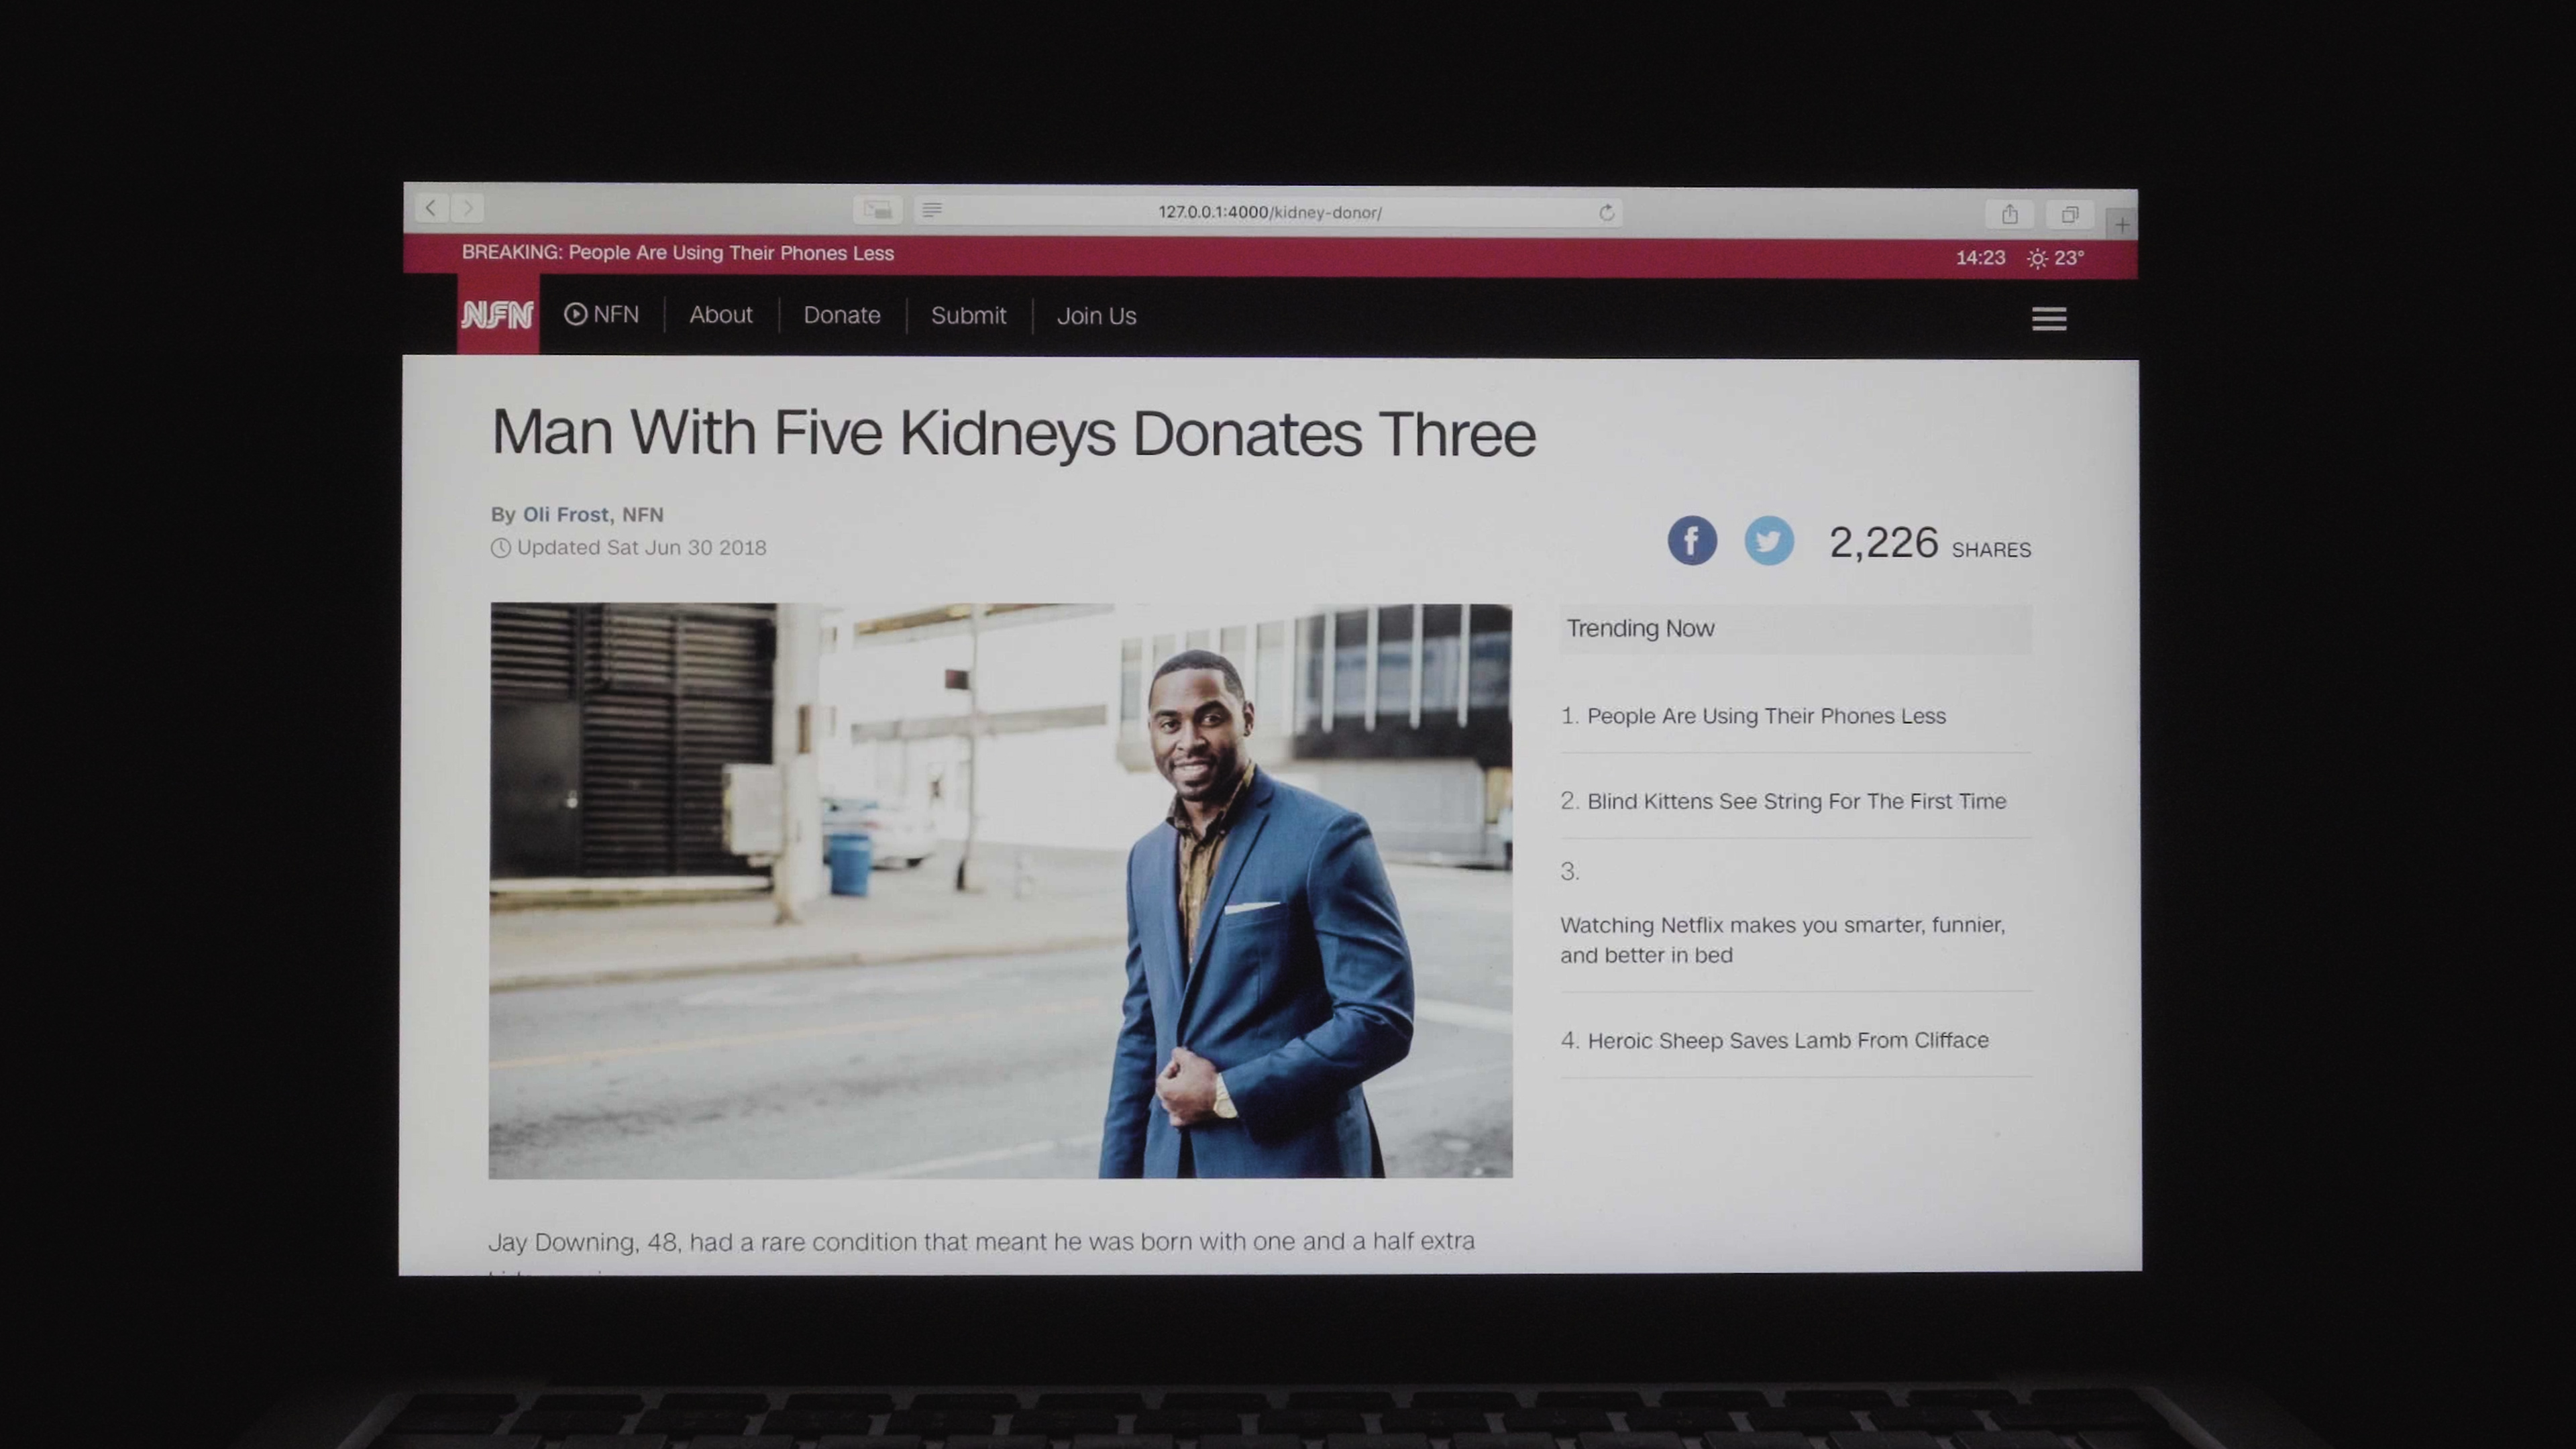 127.0.0.1:4000/kidney-donor/
BREAKING: People Are Using Their Phones Less
14:23 23°
NFN NFN About Donate Submit Join Us
Man With Five Kidneys Donates Three
By Oli Frost, NFN
Updated Sat Jun 30 2018
2,226 SHARES
Trending Now
1. People Are Using Their Phones Less
2. Blind Kittens See String For The First Time
3.
Watching Netflix makes you smarter, funnier,
and better in bed
4. Heroic Sheep Saves Lamb From Clifface
Jay Downing, 48, had a rare condition that meant he was born with one and a half extra